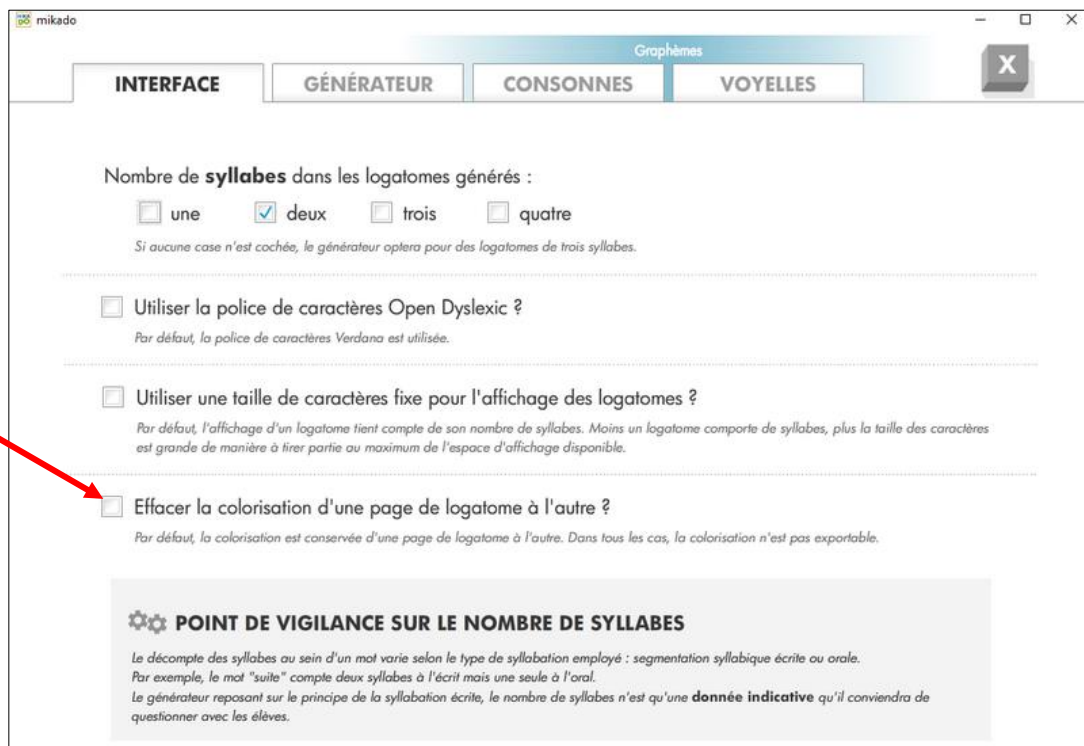 mikado
Graphèmes
INTERFACE GÉNÉRATEUR CONSONNES VOYELLES X
Nombre de syllabes dans les logatomes générés :
une deux trois quatre
Si aucune case n'est cochée, le générateur optera pour des logatomes de trois syllabes.
Utiliser la police de caractères Open Dyslexic ?
Par défaut, la police de caractères Verdana est utilisée.
Utiliser une taille de caractères fixe pour l'affichage des logatomes ?
Par défaut, l'affichage d'un logatome tient compte de son nombre de syllabes. Moins un logatome comporte de syllabes, plus la taille des caractères
est grande de manière à tirer partie au maximum de l'espace d'affichage disponible.
Effacer la colorisation d'une page de logatome à l'autre ?
Par défaut, la colorisation est conservée d'une page de logatome à l'autre. Dans tous les cas, la colorisation n'est pas exportable.
POINT DE VIGILANCE SUR LE NOMBRE DE SYLLABES
Le décompte des syllabes au sein d'un mot varie selon le type de syllabation employé : segmentation syllabique écrite ou orale.
Par exemple, le mot "suite" compte deux syllabes à l'écrit mais une seule à l'oral.
Le générateur reposant sur le principe de la syllabation écrite, le nombre de syllabes n'est qu'une donnée indicative qu'il conviendra de
questionner avec les élèves.